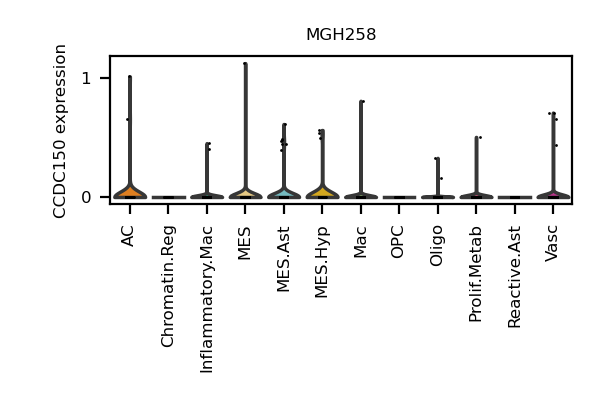 MGH258
CCDC150 expression
1
0
AC
Chromatin.Reg
Inflammatory.Mac
MES
MES.Ast
MES.Hyp
Mac
OPC
Oligo
Prolif.Metab
Reactive.Ast
Vasc